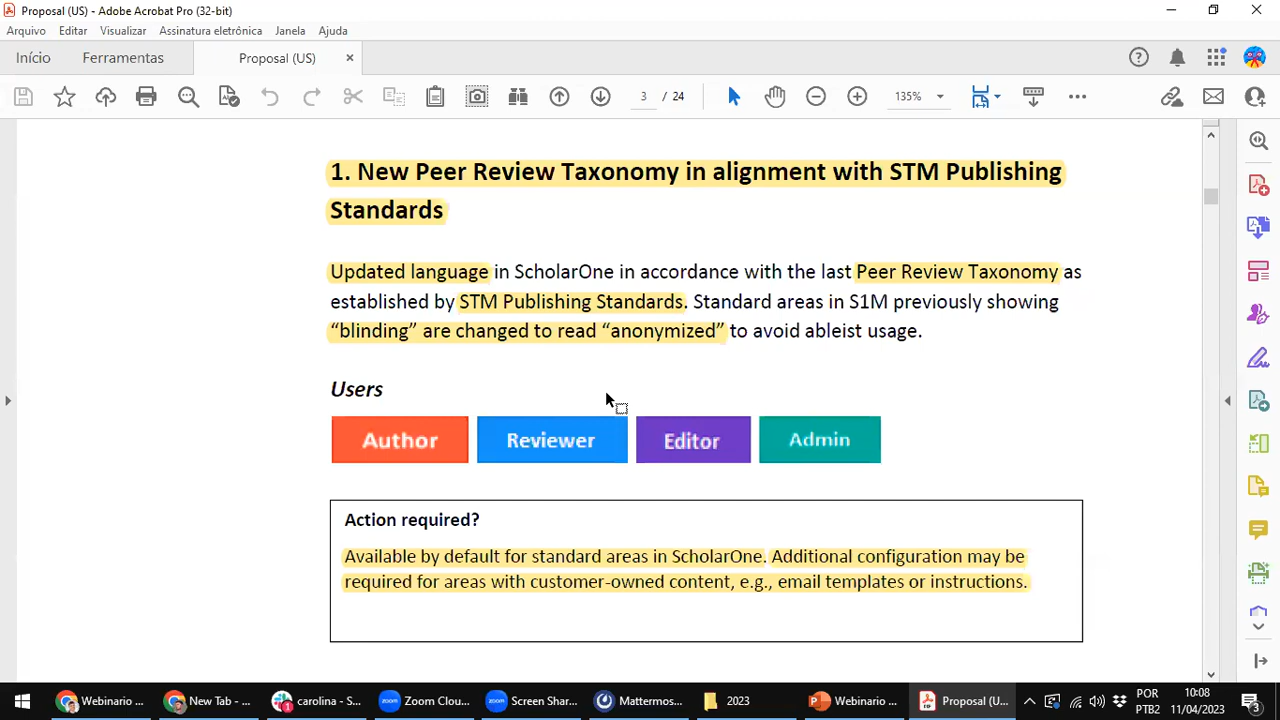 Proposal (US) - Adobe Acrobat Pro (32-bit)
Arquivo Editar Visualizar Assinatura eletrônica Janela Ajuda
Início Ferramentas Proposal (US) ×
3 / 24 135%
1. New Peer Review Taxonomy in alignment with STM Publishing
Standards
Updated language in ScholarOne in accordance with the last Peer Review Taxonomy as
established by STM Publishing Standards. Standard areas in S1M previously showing
“blinding” are changed to read “anonymized” to avoid ableist usage.
Users
Author Reviewer Editor Admin
Action required?
Available by default for standard areas in ScholarOne. Additional configuration may be
required for areas with customer-owned content, e.g., email templates or instructions.
Webinario ... New Tab - ... carolina - S... Zoom Clou... Screen Shar... Mattermos... 2023 Webinario ... Proposal (U...
POR
PTB2
10:08
11/04/2023